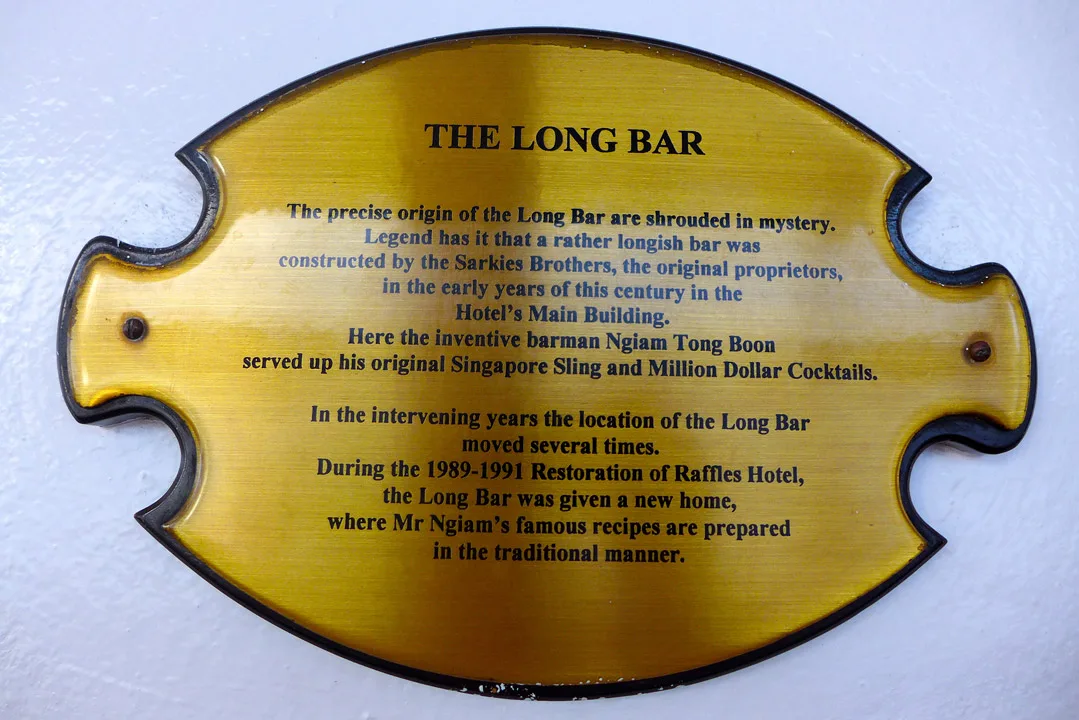 THE LONG BAR
The precise origin of the Long Bar are shrouded in mystery.
Legend has it that a rather longish bar was
constructed by the Sarkies Brothers, the original proprietors,
in the early years of this century in the
Hotel's Main Building.
Here the inventive barman Ngiam Tong Boon
served up his original Singapore Sling and Million Dollar Cocktails.
In the intervening years the location of the Long Bar
moved several times.
During the 1989-1991 Restoration of Raffles Hotel,
the Long Bar was given a new home,
where Mr Ngiam's famous recipes are prepared
in the traditional manner.